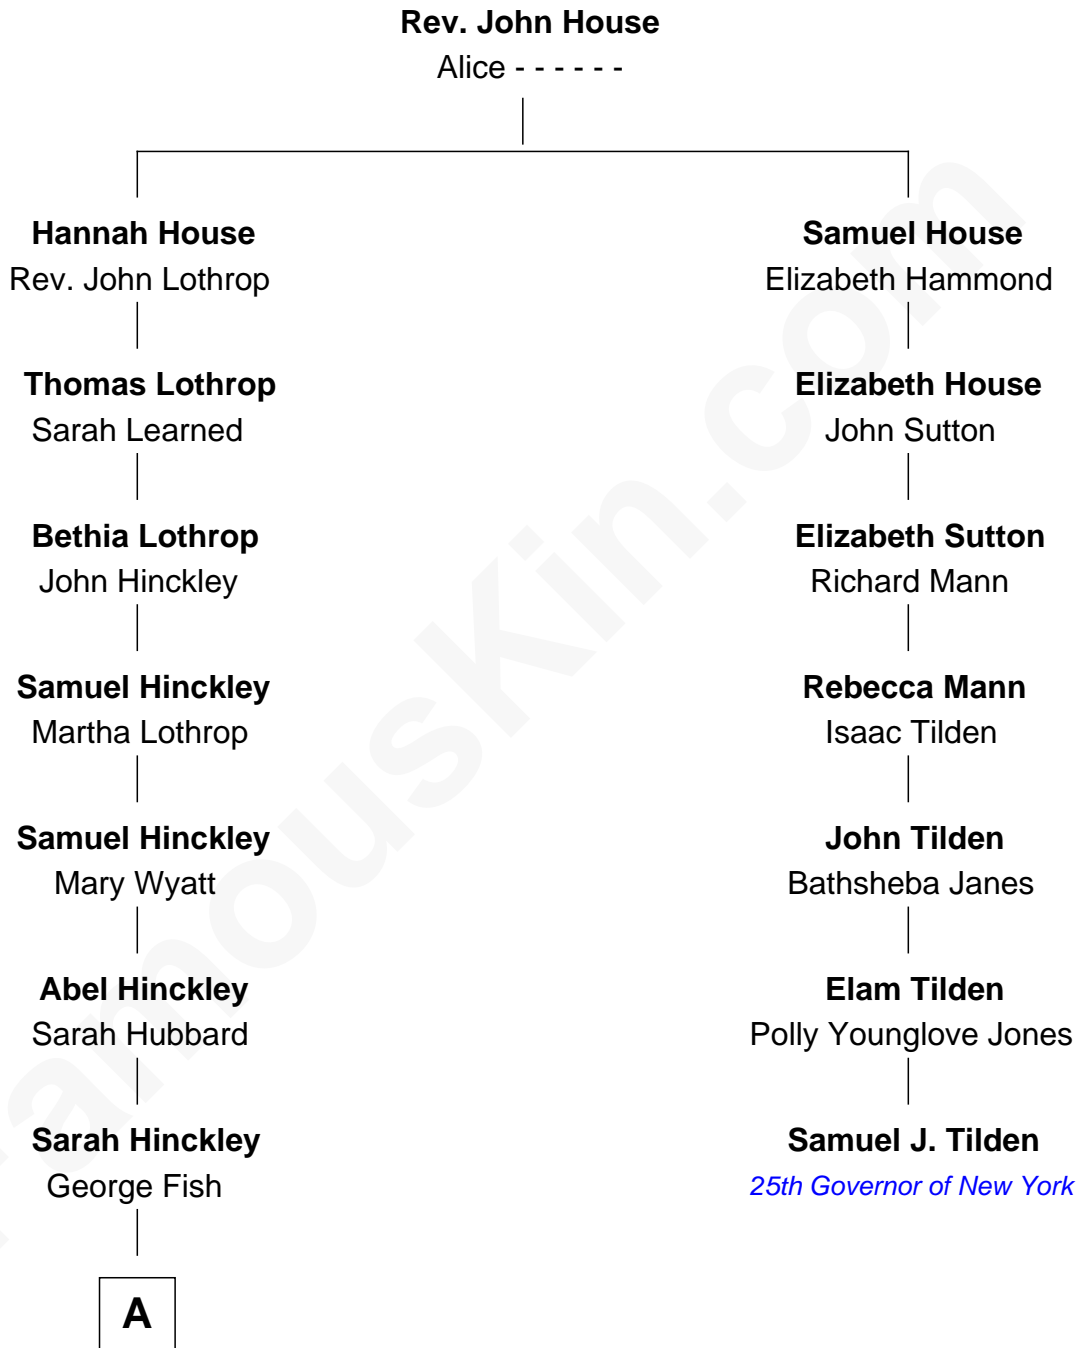 Rev. John House
Alice - - - - - -
Hannah House
Rev. John Lothrop
Samuel House
Elizabeth Hammond
Thomas Lothrop
Sarah Learned
Elizabeth House
John Sutton
Bethia Lothrop
John Hinckley
Elizabeth Sutton
Richard Mann
Samuel Hinckley
Martha Lothrop
Rebecca Mann
Isaac Tilden
Samuel Hinckley
Mary Wyatt
John Tilden
Bathsheba Janes
Abel Hinckley
Sarah Hubbard
Elam Tilden
Polly Younglove Jones
Sarah Hinckley
George Fish
Samuel J. Tilden
25th Governor of New York
A
FamousKin.com